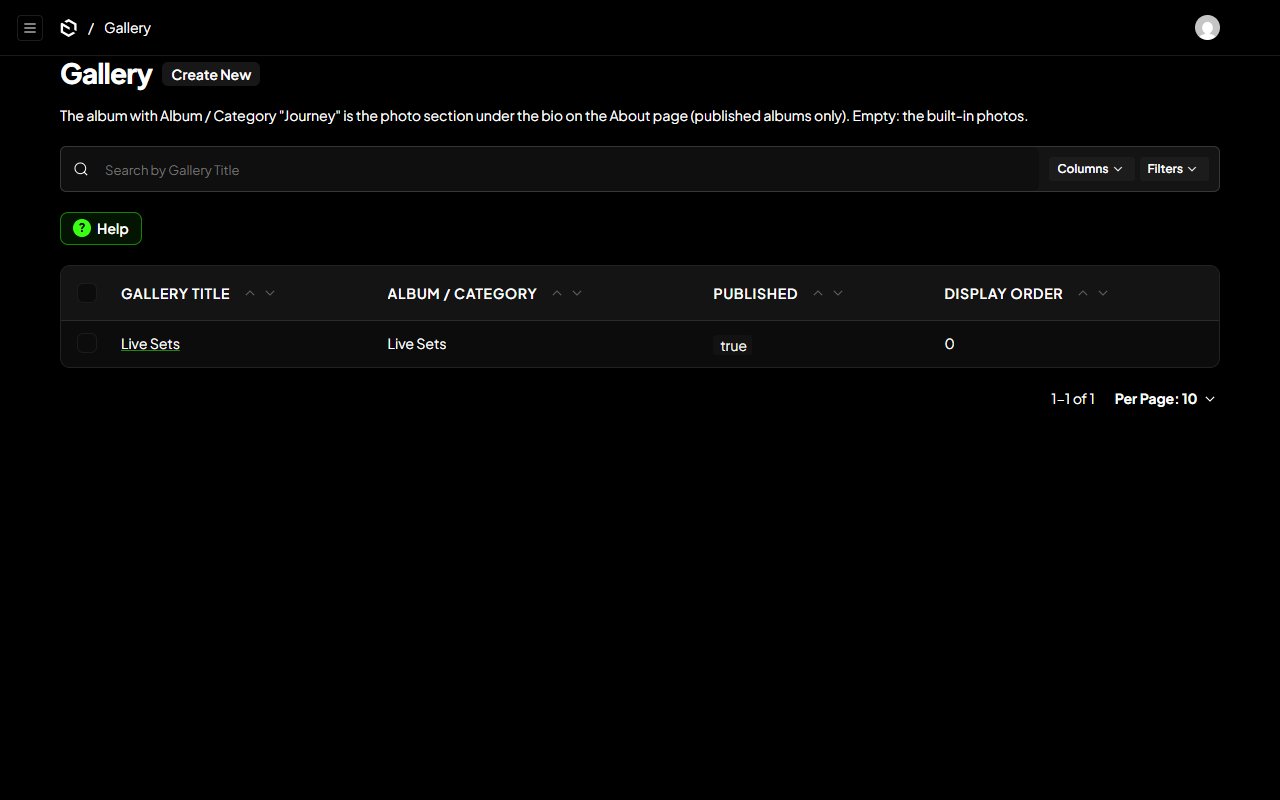 / Gallery
Gallery Create New
The album with Album / Category "Journey" is the photo section under the bio on the About page (published albums only). Empty: the built-in photos.
Search by Gallery Title Columns Filters
? Help
GALLERY TITLE ALBUM / CATEGORY PUBLISHED DISPLAY ORDER
Live Sets Live Sets true 0
1–1 of 1 Per Page: 10